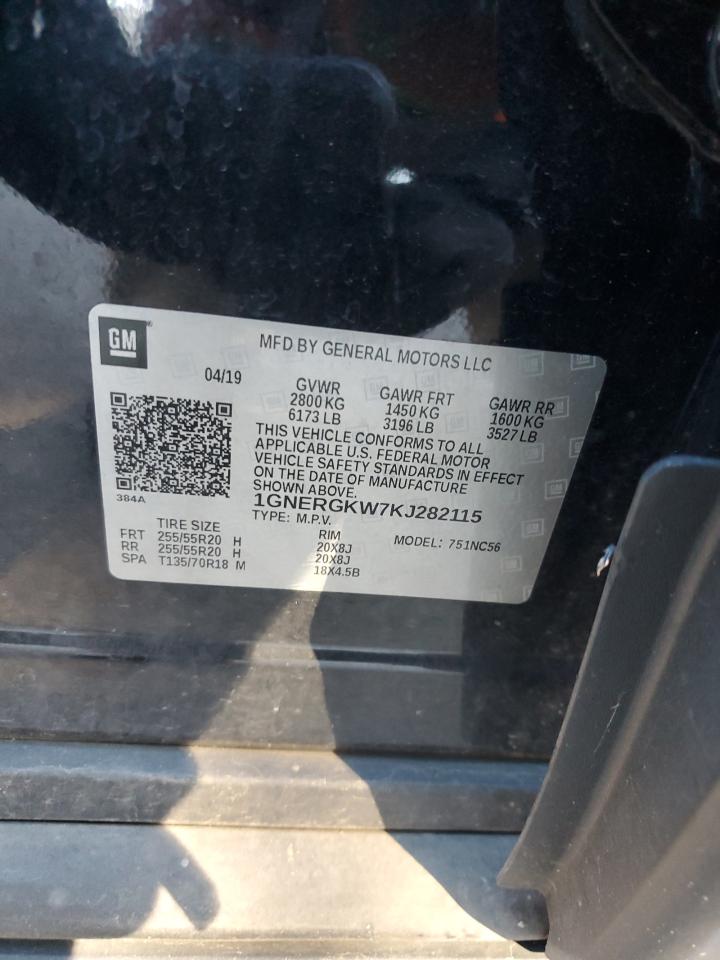 GM
MFD BY GENERAL MOTORS LLC
04/19
GVWR GAWR FRT GAWR RR
2800 KG 1450 KG 1600 KG
6173 LB 3196 LB 3527 LB
THIS VEHICLE CONFORMS TO ALL
APPLICABLE U.S. FEDERAL MOTOR
VEHICLE SAFETY STANDARDS IN EFFECT
ON THE DATE OF MANUFACTURE
SHOWN ABOVE.
384A
1GNERGKW7KJ282115
TYPE: M.P.V. MODEL: 751NC56
TIRE SIZE RIM
FRT 255/55R20 H 20X8J
RR 255/55R20 H 20X8J
SPA T135/70R18 M 18X4.5B